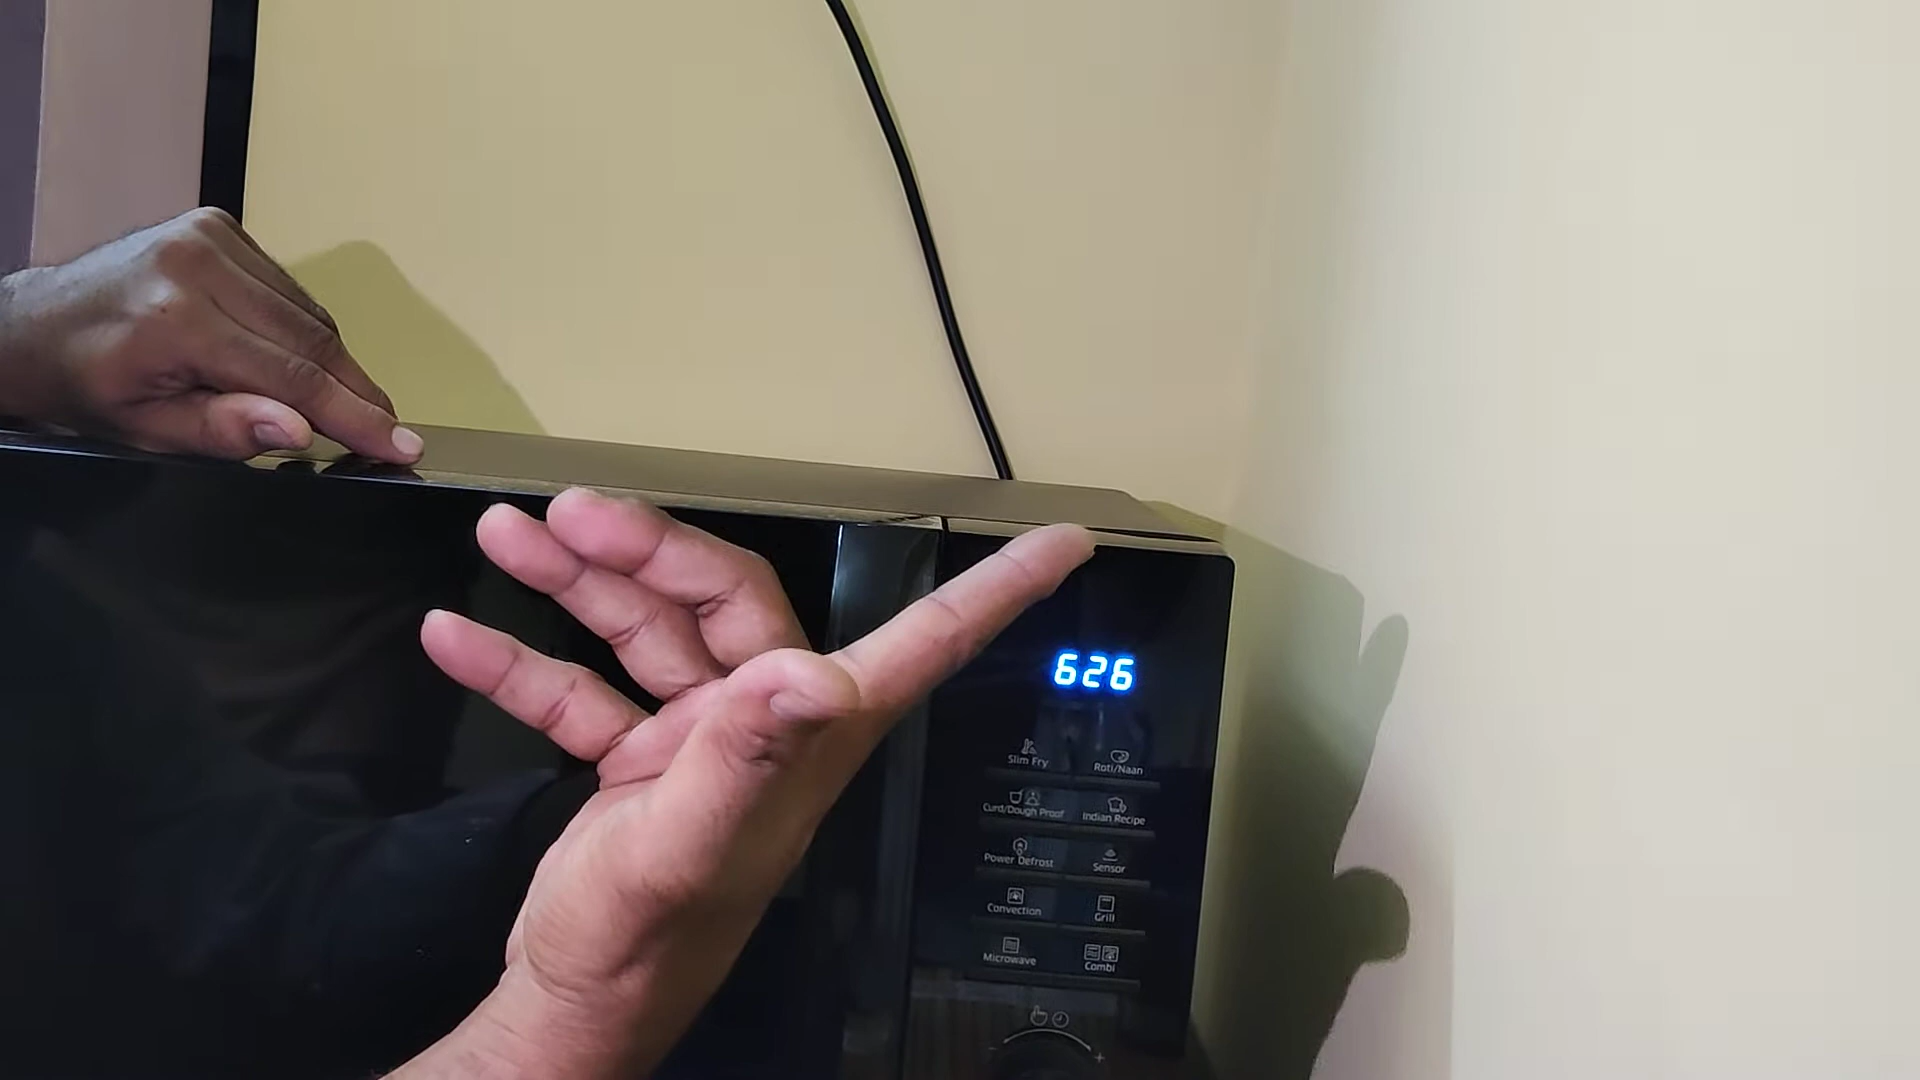 626
Slim Fry Roti/Naan
Curd/Dough Proof Indian Recipe
Power Defrost Sensor
Convection Grill
Microwave Combi
- +